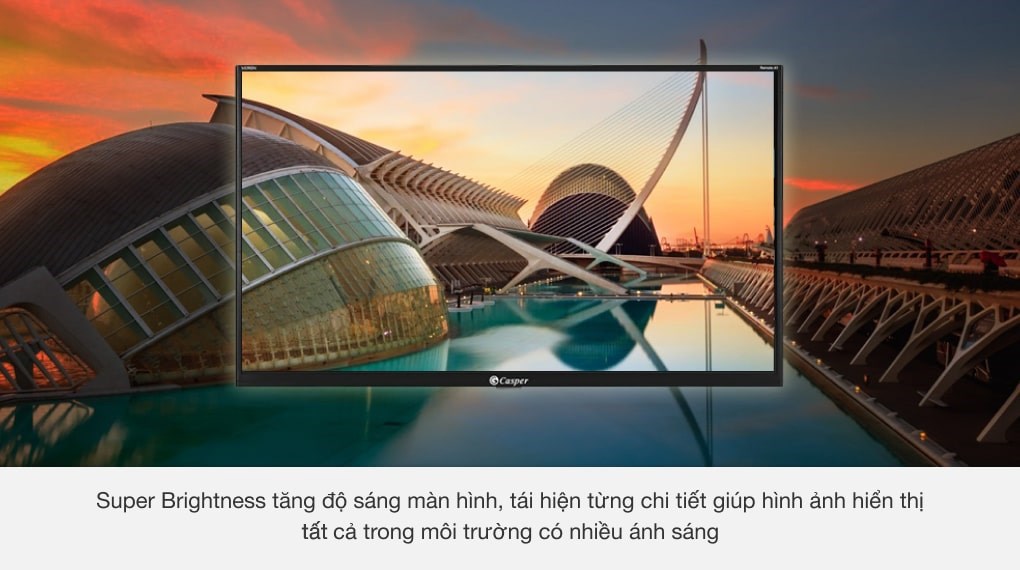 Casper
Super Brightness tăng độ sáng màn hình, tái hiện từng chi tiết giúp hình ảnh hiển thị
tất cả trong môi trường có nhiều ánh sáng